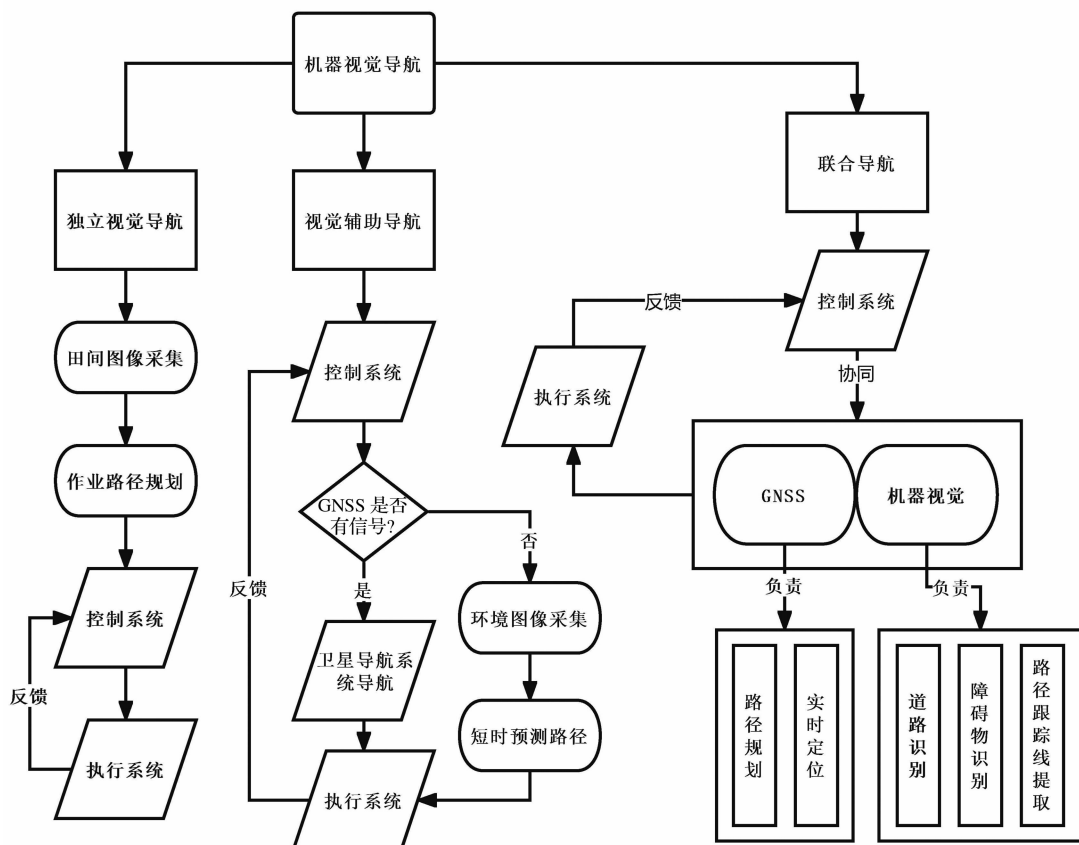 机器视觉导航
独立视觉导航
田间图像采集
作业路径规划
控制系统
反馈
执行系统
视觉辅助导航
控制系统
GNSS 是否
有信号?
反馈
是
否
卫星导航系
统导航
环境图像采集
短时预测路径
执行系统
联合导航
控制系统
反馈
执行系统
协同
GNSS
机器视觉
负责
负责
路径规划
实时定位
道路识别
障碍物识别
路径跟踪线提取